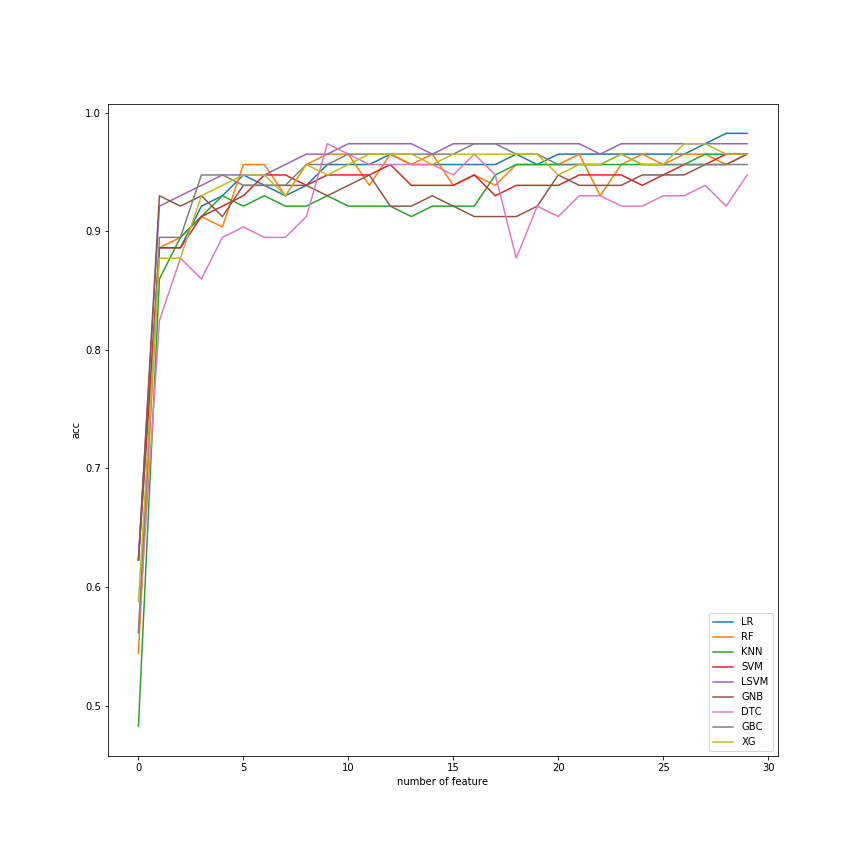 1.0
0.9
0.8
0.7
0.6
0.5
acc
0 5 10 15 20 25 30
number of feature
LR
RF
KNN
SVM
LSVM
GNB
DTC
GBC
XG